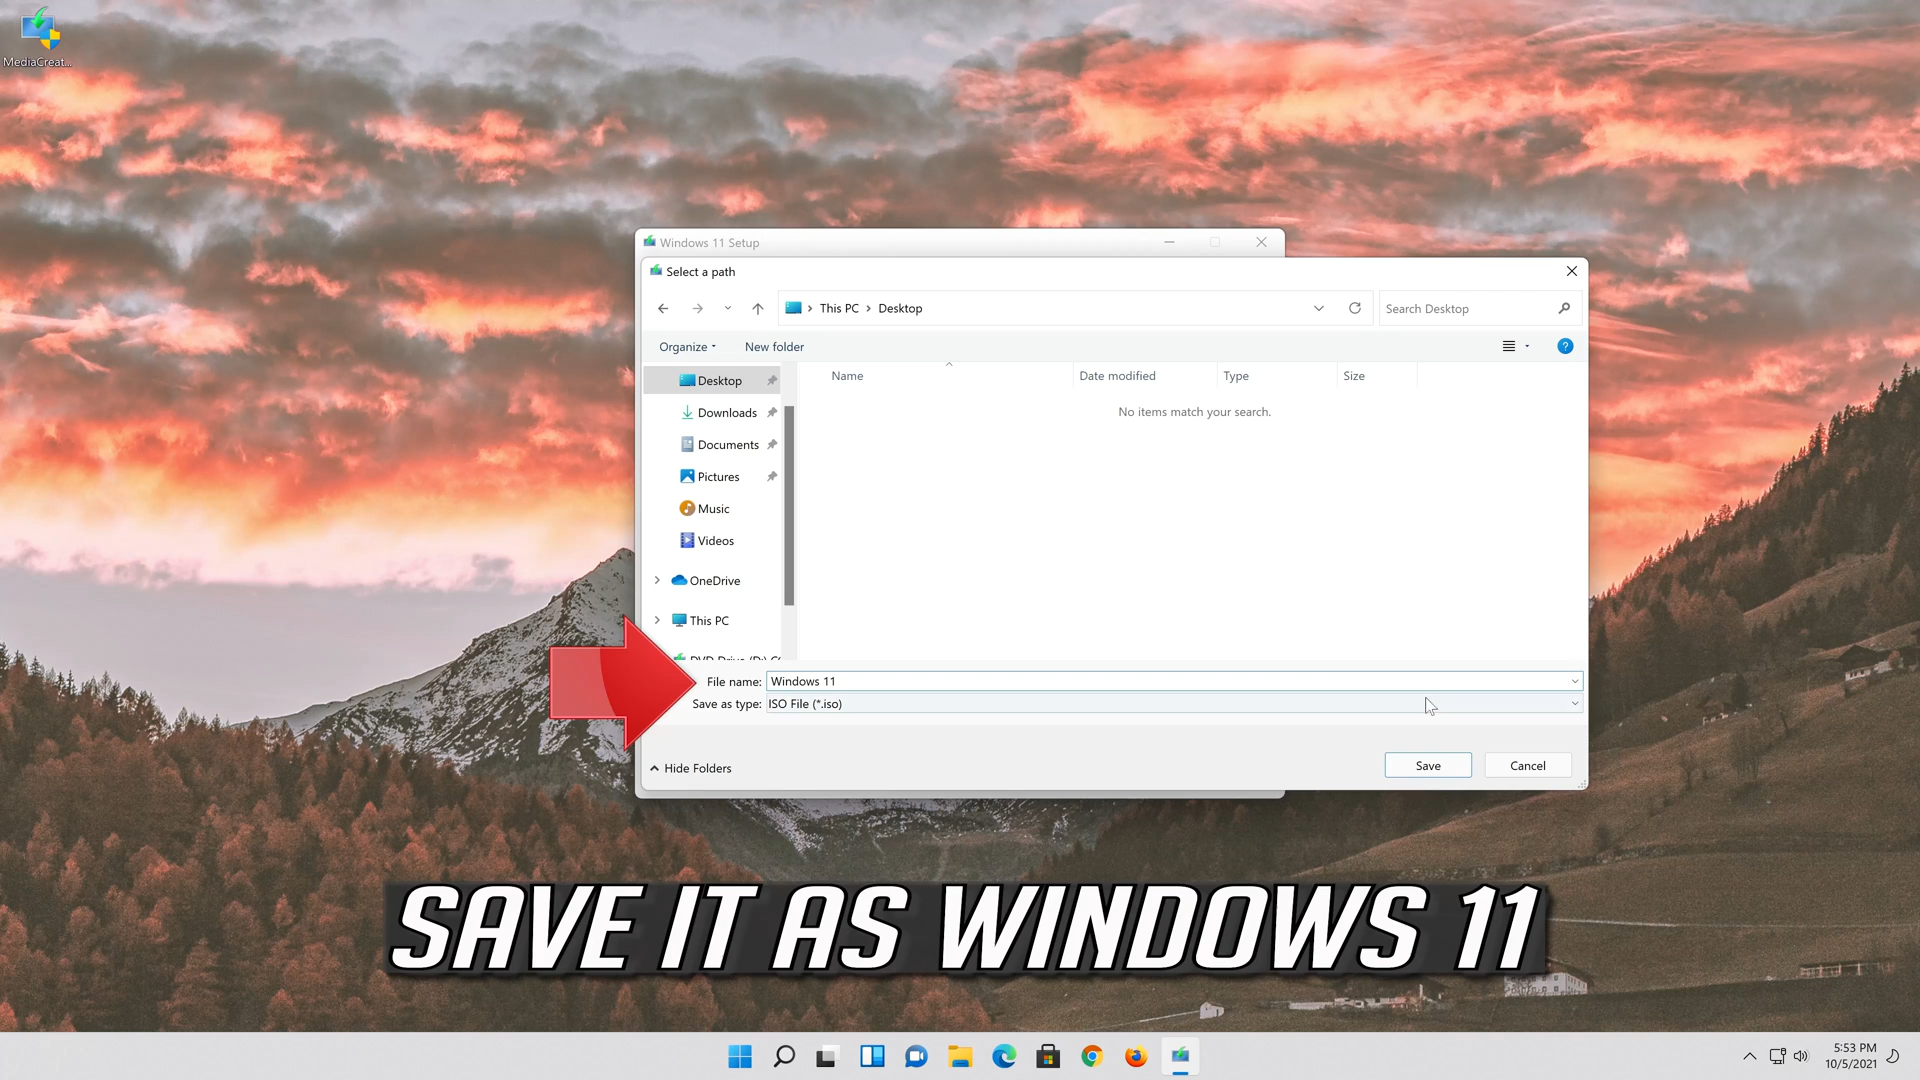 MediaCreat...
Windows 11 Setup
Select a path
This PC
Desktop
Search Desktop
Organize
New folder
Name
Date modified
Type
Size
No items match your search.
Desktop
Downloads
Documents
Pictures
Music
Videos
OneDrive
This PC
File name: Windows 11
Save as type: ISO File (*.iso)
Hide Folders
Save
Cancel
SAVE IT AS WINDOWS 11
5:53 PM
10/5/2021